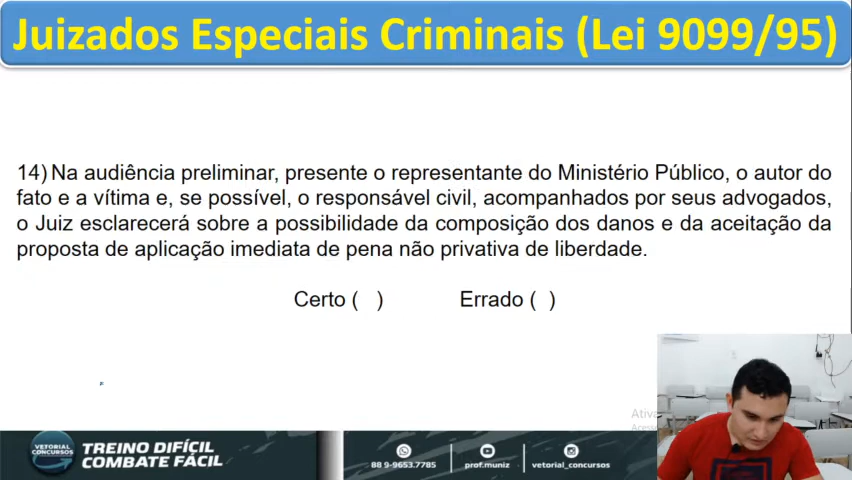 Juizados Especiais Criminais (Lei 9099/95)
14) Na audiência preliminar, presente o representante do Ministério Público, o autor do
fato e a vítima e, se possível, o responsável civil, acompanhados por seus advogados,
o Juiz esclarecerá sobre a possibilidade da composição dos danos e da aceitação da
proposta de aplicação imediata de pena não privativa de liberdade.
Certo ( ) Errado ( )
Ativa
VETORIAL
CONCURSOS
TREINO DIFÍCIL
COMBATE FÁCIL
88 9-9653.7785 prof.muniz vetorial_concursos